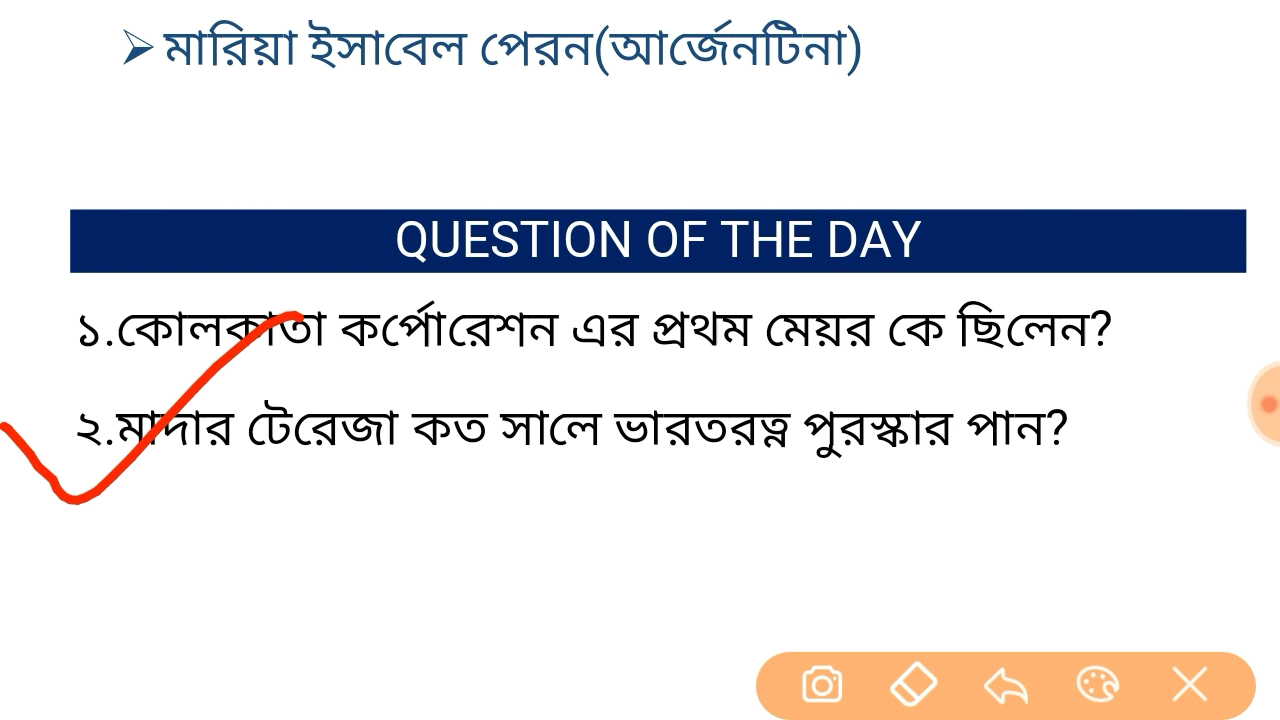 ➢ মারিয়া ইসাবেল পেরন(আর্জেনটিনা)
QUESTION OF THE DAY
১.কোলকাতা কর্পোরেশন এর প্রথম মেয়র কে ছিলেন?
২.মাদার টেরেজা কত সালে ভারতরত্ন পুরস্কার পান?